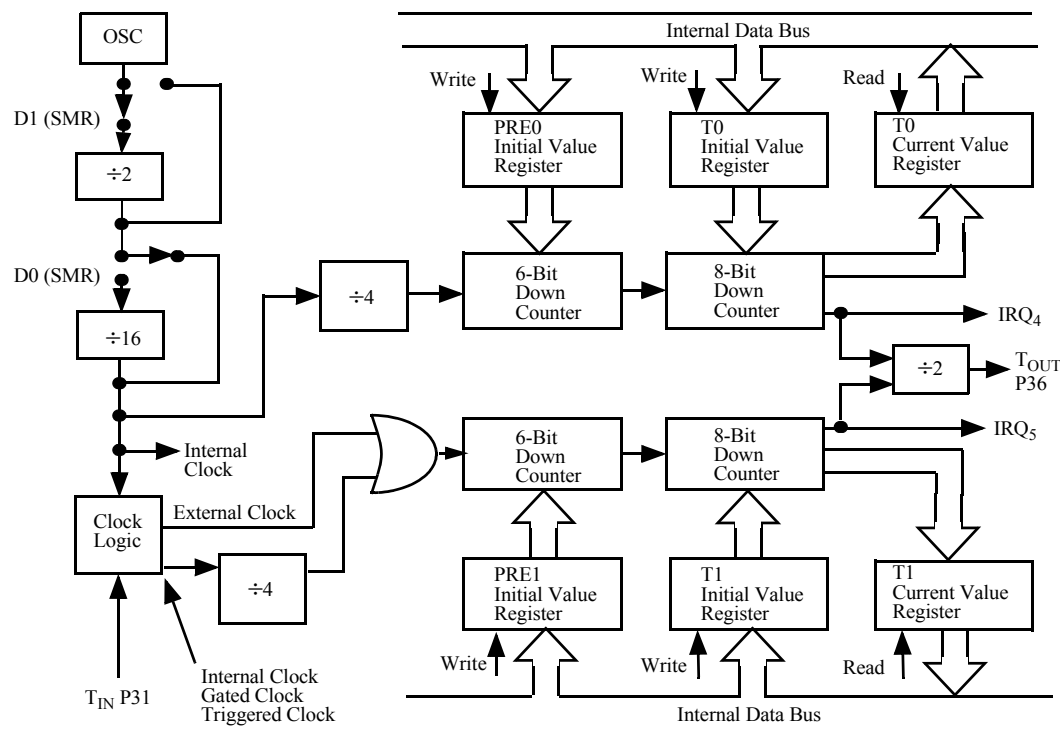 OSC
Internal Data Bus
Write
Write
Read
D1 (SMR)
÷2
PRE0
Initial Value
Register
T0
Initial Value
Register
T0
Current Value
Register
D0 (SMR)
÷16
÷4
6-Bit
Down
Counter
8-Bit
Down
Counter
IRQ4
÷2
TOUT
P36
IRQ5
Internal
Clock
6-Bit
Down
Counter
8-Bit
Down
Counter
Clock
Logic
External Clock
÷4
PRE1
Initial Value
Register
T1
Initial Value
Register
T1
Current Value
Register
Write
Write
Read
TIN P31
Internal Clock
Gated Clock
Triggered Clock
Internal Data Bus